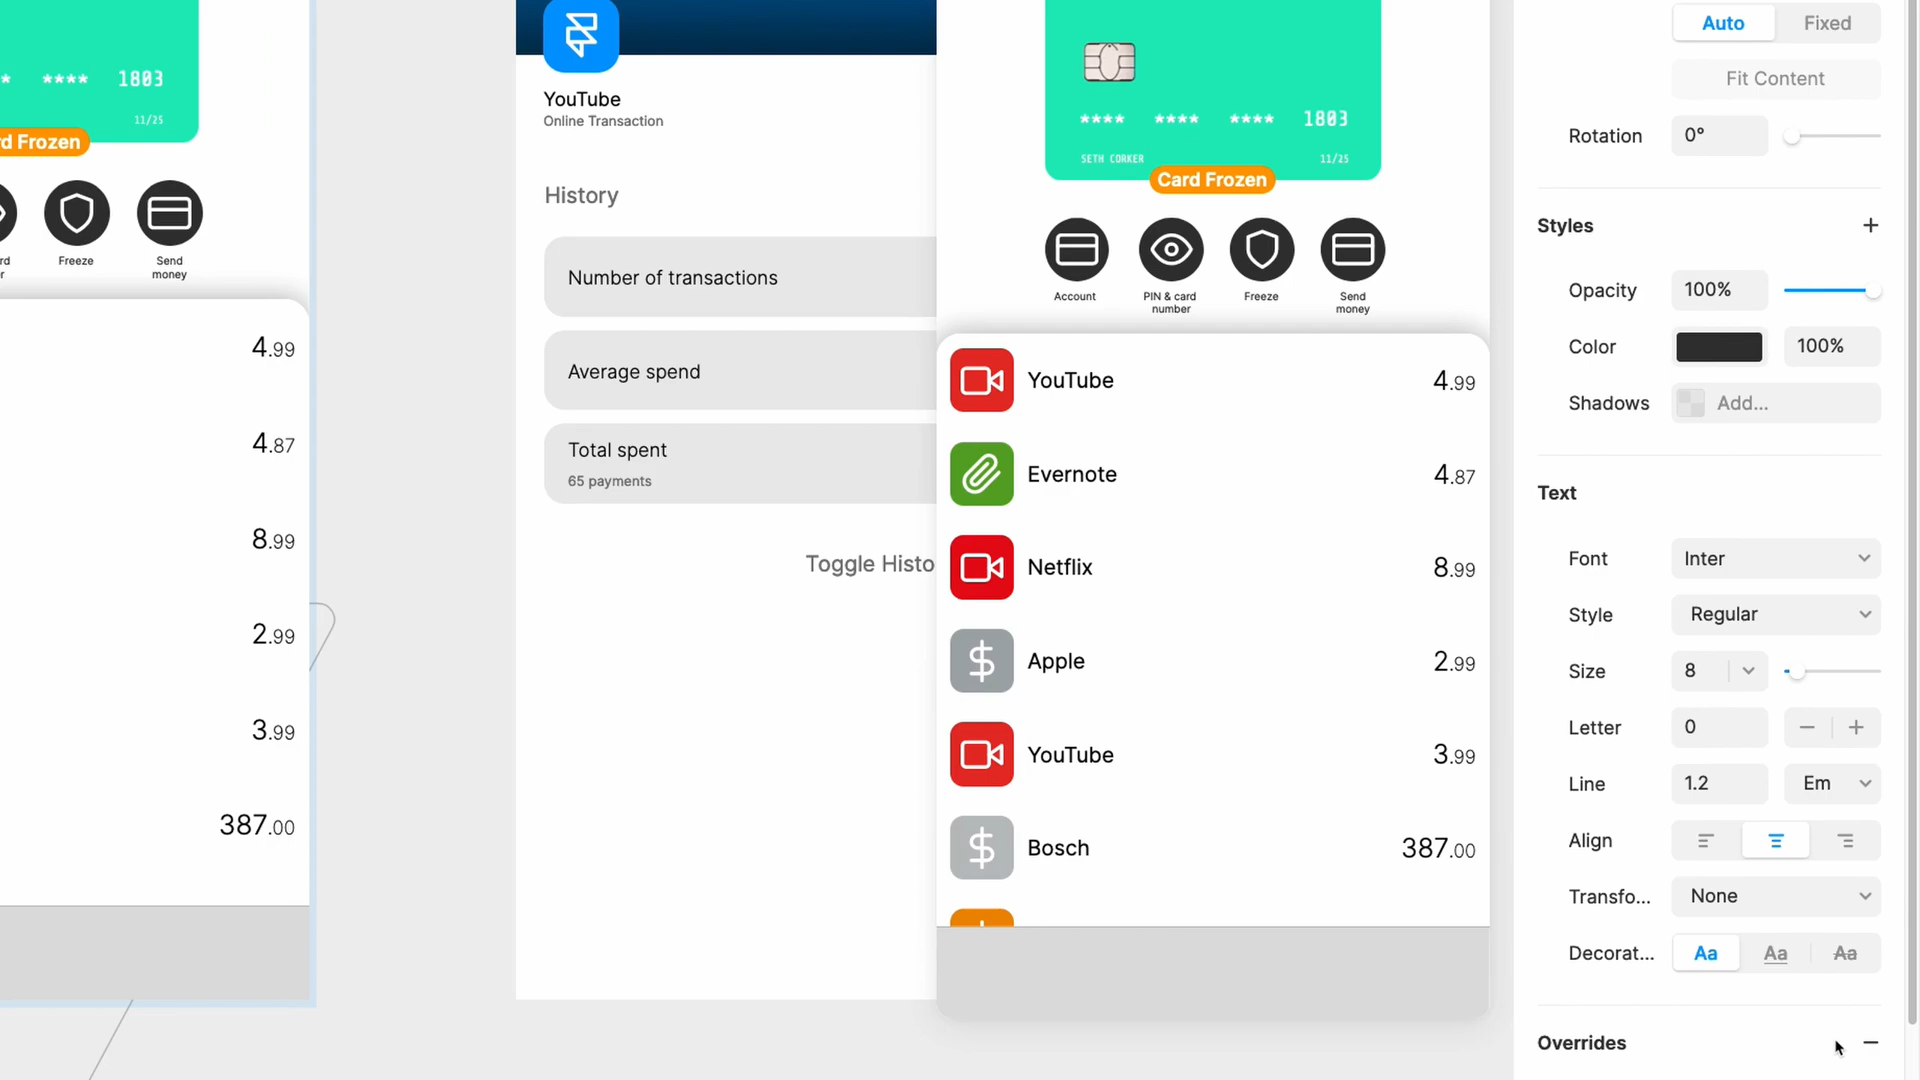 **** 1803
11/25
rd Frozen
rd
r
Freeze
Send
money
4.99
4.87
8.99
2.99
3.99
387.00
YouTube
Online Transaction
History
Number of transactions
Average spend
Total spent
65 payments
Toggle Histo
**** **** **** 1803
SETH CORKER 11/25
Card Frozen
Account
PIN & card
number
Freeze
Send
money
YouTube 4.99
Evernote 4.87
Netflix 8.99
Apple 2.99
YouTube 3.99
Bosch 387.00
Auto Fixed
Fit Content
Rotation 0°
Styles
Opacity 100%
Color 100%
Shadows Add...
Text
Font Inter
Style Regular
Size 8
Letter 0
Line 1.2 Em
Align
Transfo... None
Decorat... Aa Aa Aa
Overrides